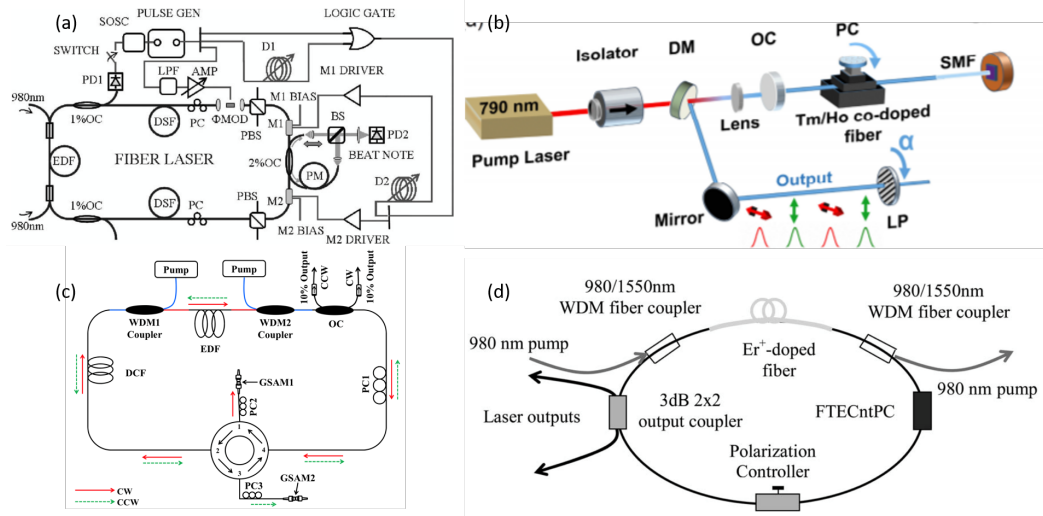 (a)
SOSC
PULSE GEN
LOGIC GATE
SWITCH
D1
LPF
AMP
M1 DRIVER
PD1
980nm
1%OC
DSF
PC
ΦMOD
M1 BIAS
PBS
M1
BS
PD2
BEAT NOTE
EDF
FIBER LASER
2%OC
PM
D2
PBS
M2
DSF
PC
1%OC
980nm
M2 BIAS
M2 DRIVER
(b)
790 nm
Pump Laser
Isolator
DM
OC
PC
SMF
Lens
Tm/Ho co-doped
fiber
Mirror
Output
α
LP
(c)
Pump
Pump
10% Output
CCW
CW
10% Output
WDM1
Coupler
EDF
WDM2
Coupler
OC
DCF
PC1
GSAM1
PC2
1
2
4
3
PC3
GSAM2
CW
CCW
(d)
980/1550nm
WDM fiber coupler
980/1550nm
WDM fiber coupler
980 nm pump
Er⁺-doped
fiber
980 nm pump
Laser outputs
3dB 2x2
output coupler
FTECntPC
Polarization
Controller